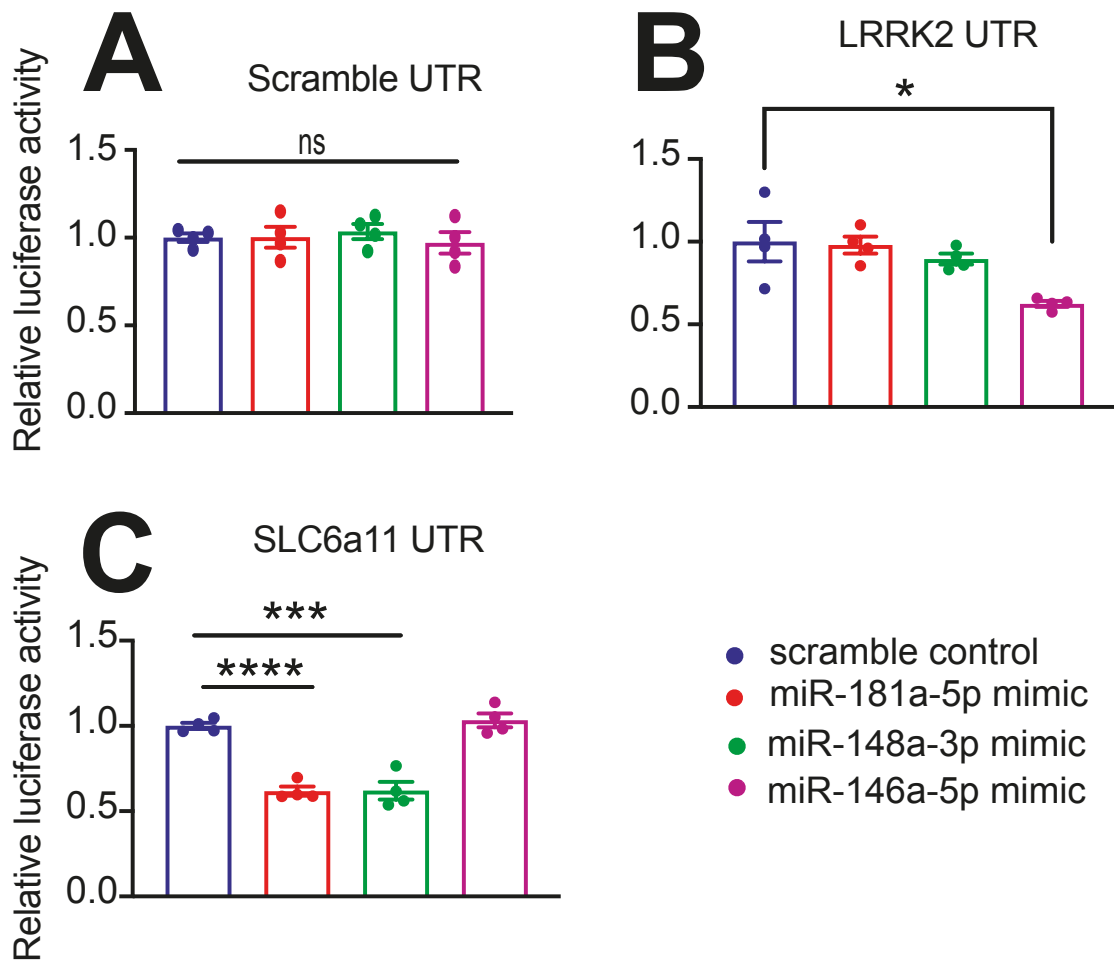 A
Scramble UTR
Relative luciferase activity
ns
1.5
1.0
0.5
0.0
B
LRRK2 UTR
*
1.5
1.0
0.5
0.0
C
SLC6a11 UTR
Relative luciferase activity
***
****
1.5
1.0
0.5
0.0
scramble control
miR-181a-5p mimic
miR-148a-3p mimic
miR-146a-5p mimic